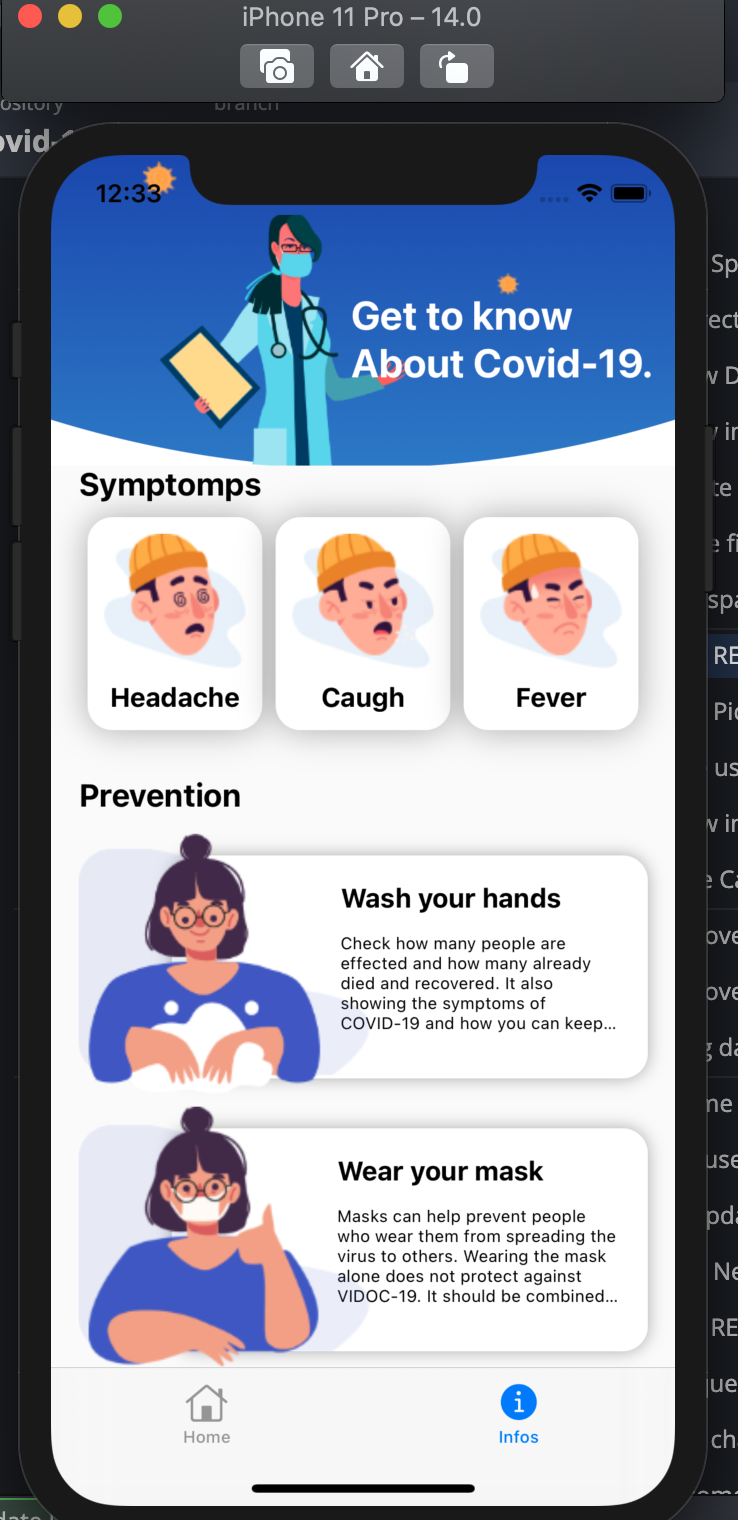 iPhone 11 Pro – 14.0
branch
12:33
Get to know
About Covid-19.
Symptomps
Headache
Caugh
Fever
Prevention
Wash your hands
Check how many people are
effected and how many already
died and recovered. It also
showing the symptoms of
COVID-19 and how you can keep...
Wear your mask
Masks can help prevent people
who wear them from spreading the
virus to others. Wearing the mask
alone does not protect against
VIDOC-19. It should be combined...
Home
Infos